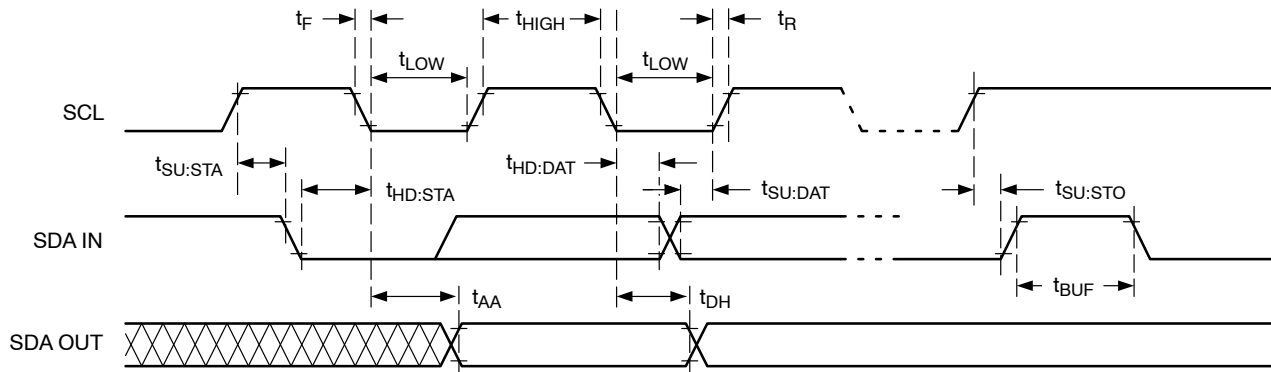 tF tHIGH tR
tLOW tLOW
SCL
tSU:STA tHD:STA tHD:DAT tSU:DAT tSU:STO
SDA IN
tBUF
tAA tDH
SDA OUT